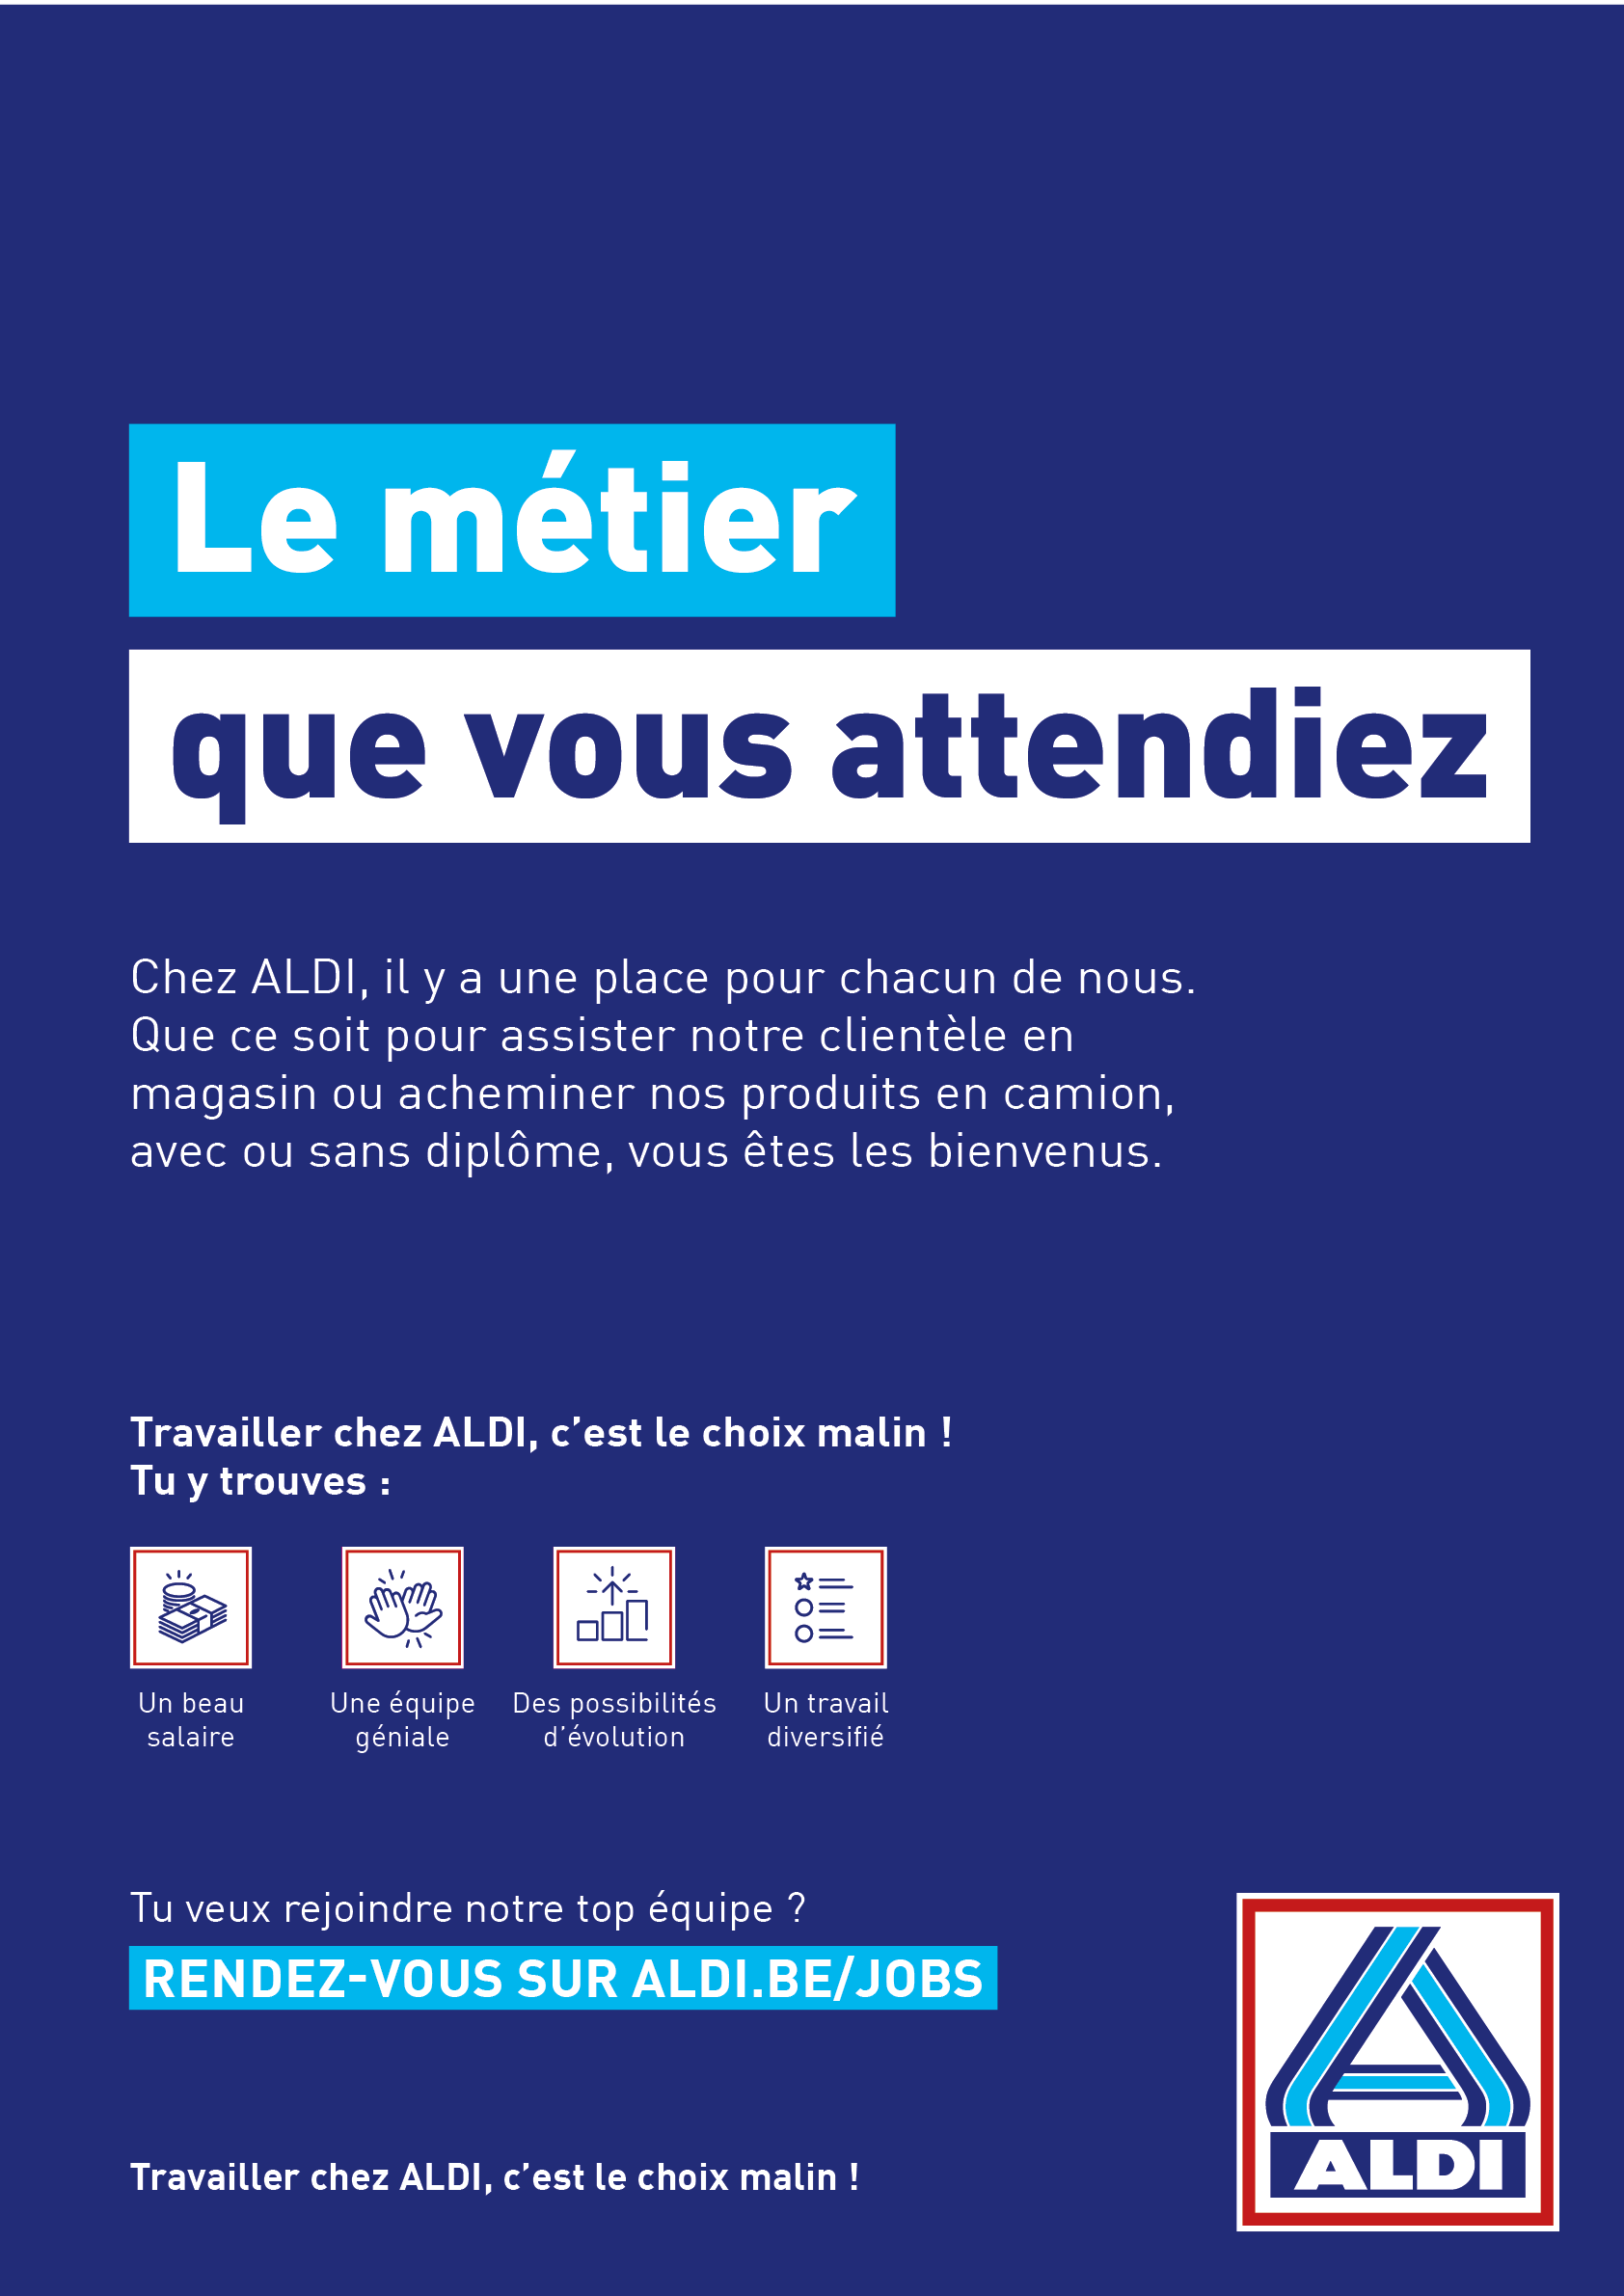 Le métier
que vous attendiez
Chez ALDI, il y a une place pour chacun de nous.
Que ce soit pour assister notre clientèle en
magasin ou acheminer nos produits en camion,
avec ou sans diplôme, vous êtes les bienvenus.
Travailler chez ALDI, c’est le choix malin !
Tu y trouves :
Un beau
salaire
Une équipe
géniale
Des possibilités
d’évolution
Un travail
diversifié
Tu veux rejoindre notre top équipe ?
RENDEZ-VOUS SUR ALDI.BE/JOBS
Travailler chez ALDI, c’est le choix malin !
ALDI